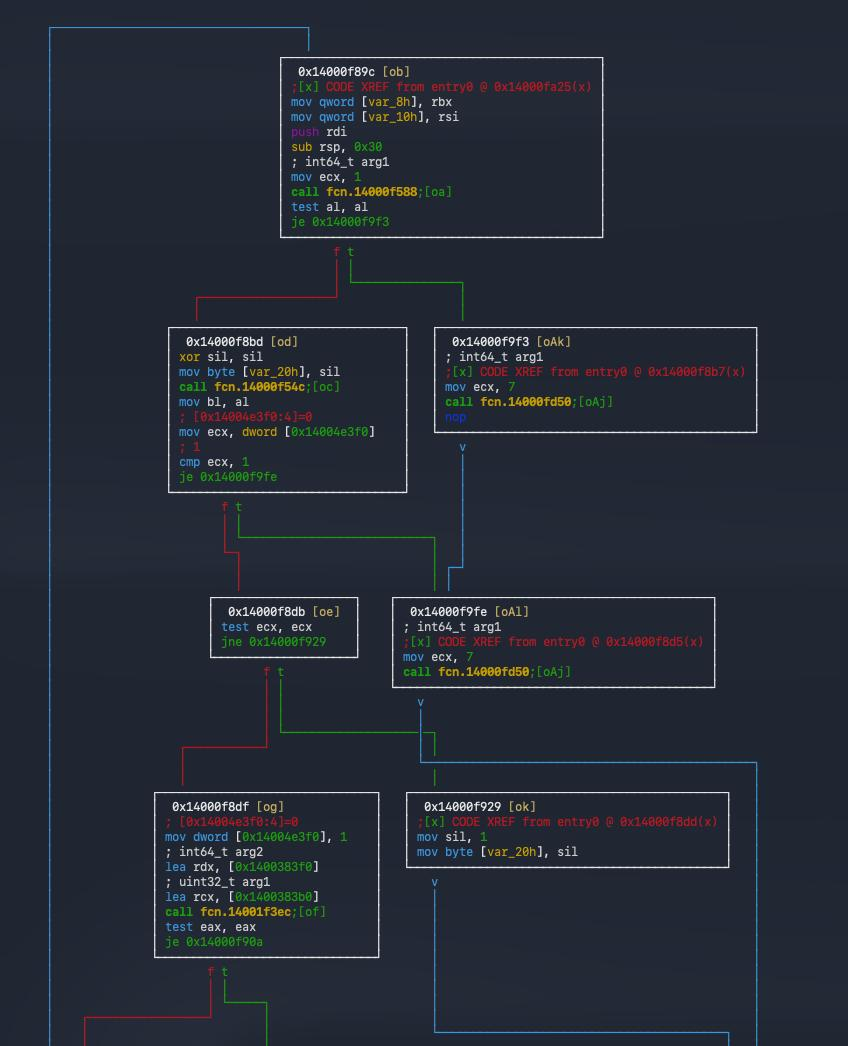 0x14000f89c [ob]
;[x] CODE XREF from entry0 @ 0x14000fa25(x)
mov qword [var_8h], rbx
mov qword [var_10h], rsi
push rdi
sub rsp, 0x30
; int64_t arg1
mov ecx, 1
call fcn.14000f588;[oa]
test al, al
je 0x14000f9f3
f t
0x14000f8bd [od]
xor sil, sil
mov byte [var_20h], sil
call fcn.14000f54c;[oc]
mov bl, al
; [0x14004e3f0:4]=0
mov ecx, dword [0x14004e3f0]
; 1
cmp ecx, 1
je 0x14000f9fe
f t
0x14000f9f3 [oAk]
; int64_t arg1
;[x] CODE XREF from entry0 @ 0x14000f8b7(x)
mov ecx, 7
call fcn.14000fd50;[oAj]
nop
v
0x14000f8db [oe]
test ecx, ecx
jne 0x14000f929
f t
0x14000f9fe [oAl]
; int64_t arg1
;[x] CODE XREF from entry0 @ 0x14000f8d5(x)
mov ecx, 7
call fcn.14000fd50;[oAj]
v
0x14000f8df [og]
; [0x14004e3f0:4]=0
mov dword [0x14004e3f0], 1
; int64_t arg2
lea rdx, [0x1400383f0]
; uint32_t arg1
lea rcx, [0x1400383b0]
call fcn.14001f3ec;[of]
test eax, eax
je 0x14000f90a
f t
0x14000f929 [ok]
;[x] CODE XREF from entry0 @ 0x14000f8dd(x)
mov sil, 1
mov byte [var_20h], sil
v